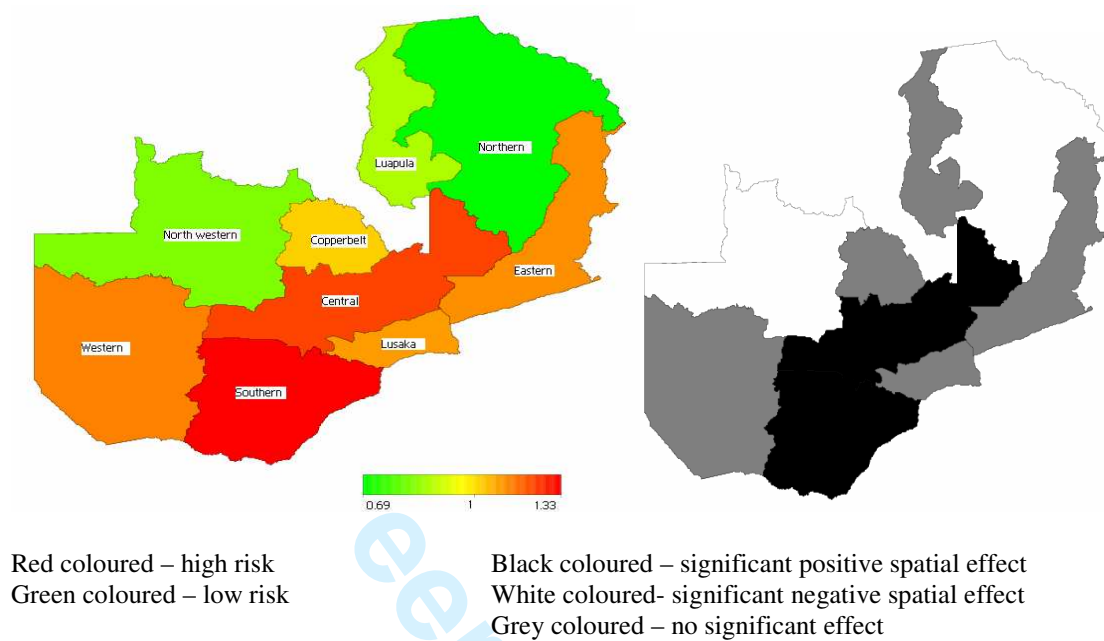 Northern
Luapula
North western
Copperbelt
Eastern
Central
Western
Lusaka
Southern
0.69 1 1.33
Red coloured – high risk
Green coloured – low risk
Black coloured – significant positive spatial effect
White coloured- significant negative spatial effect
Grey coloured – no significant effect